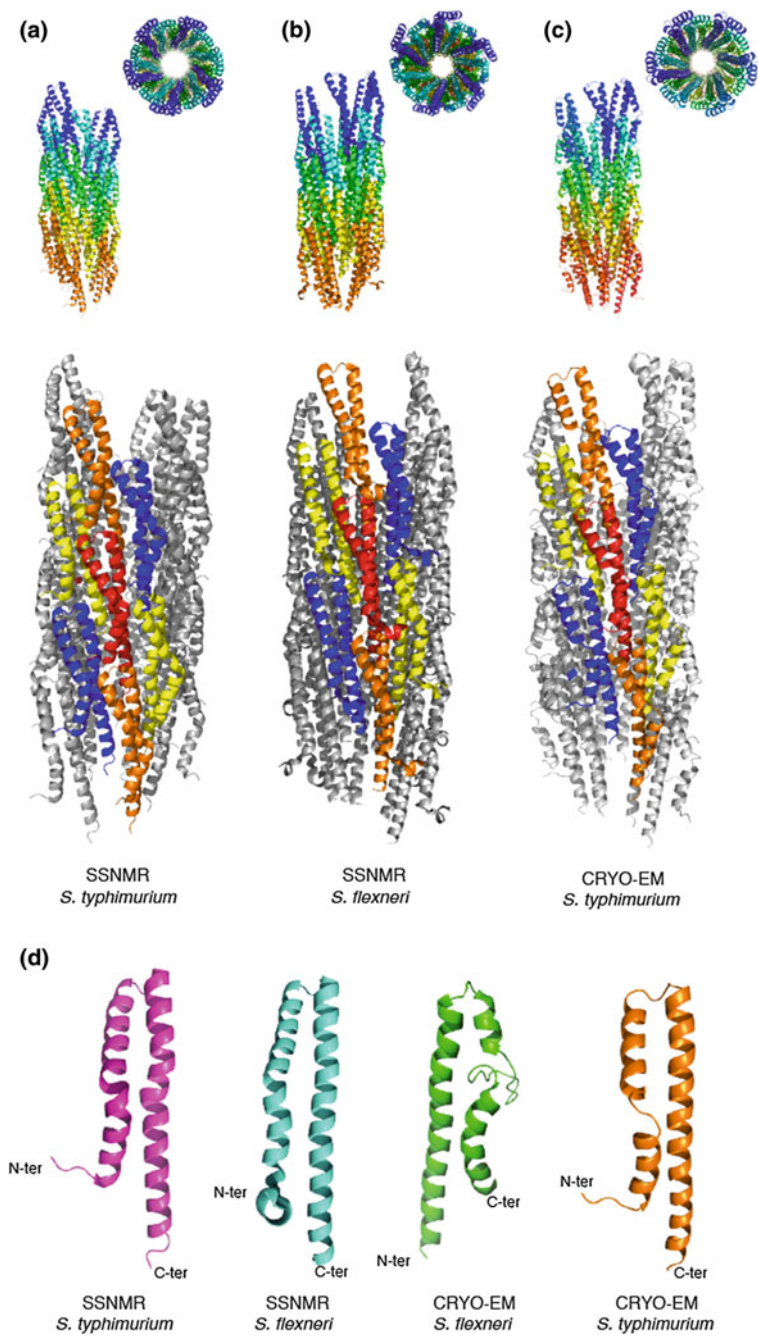 (a)
(b)
(c)
SSNMR
S. typhimurium
SSNMR
S. flexneri
CRYO-EM
S. typhimurium
(d)
N-ter
C-ter
SSNMR
S. typhimurium
N-ter
C-ter
SSNMR
S. flexneri
C-ter
N-ter
CRYO-EM
S. flexneri
N-ter
C-ter
CRYO-EM
S. typhimurium